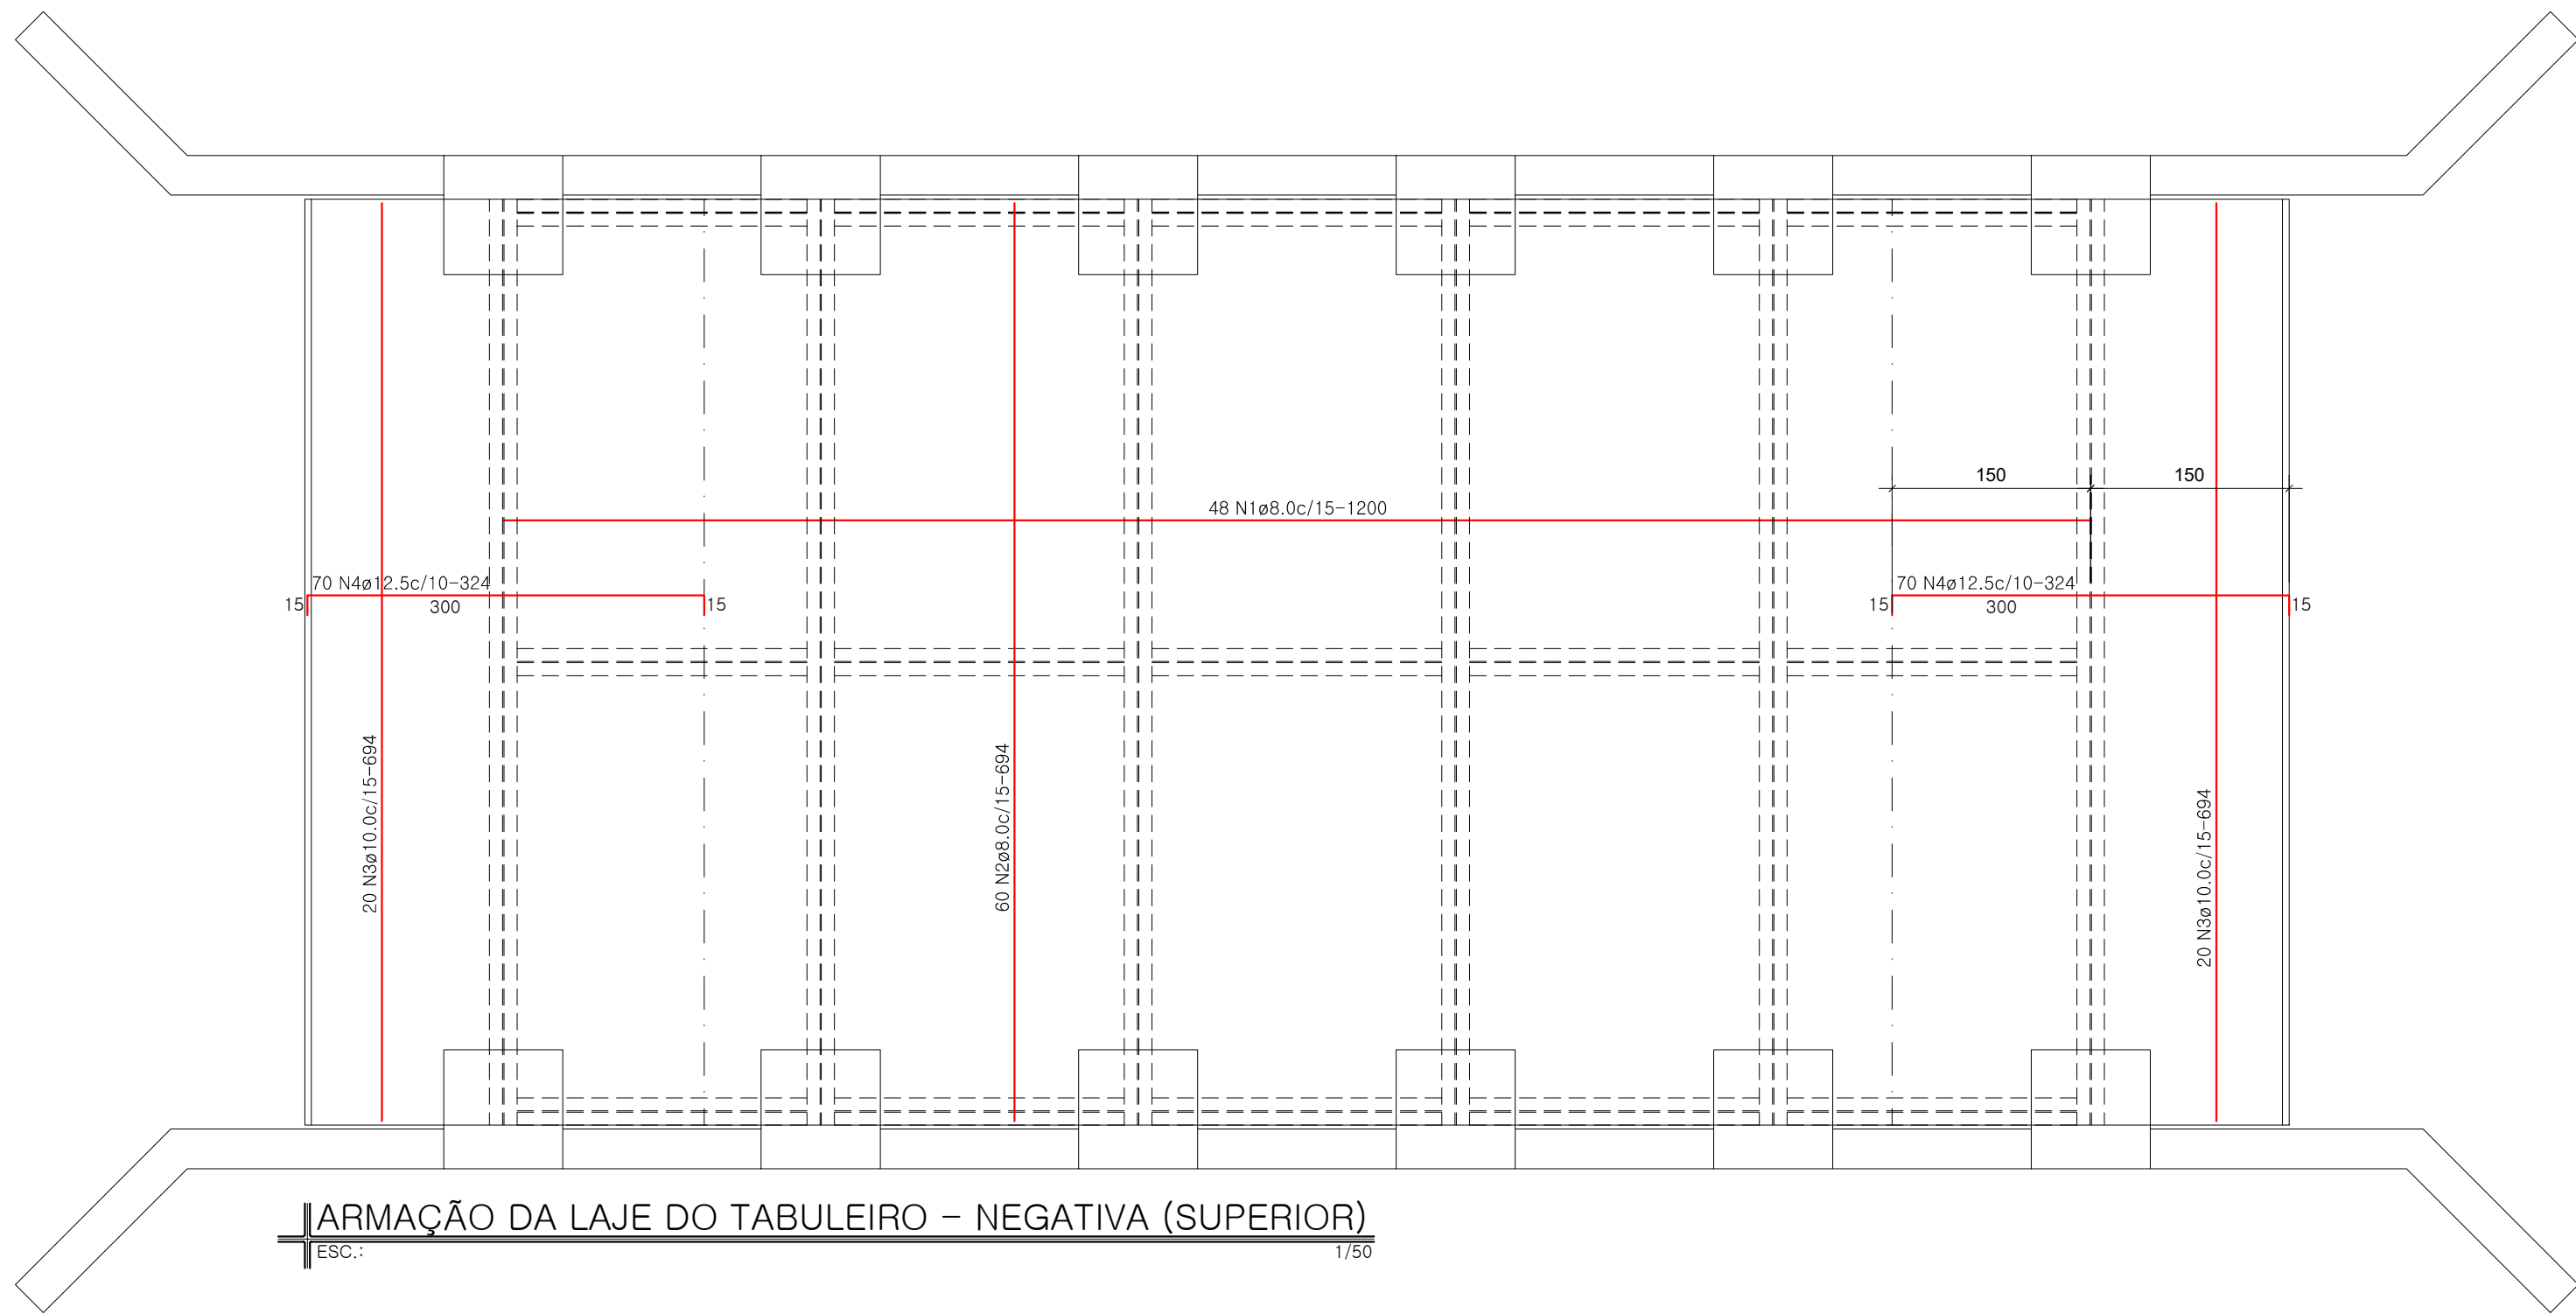 150
150
48 N1ø8.0c/15-1200
70 N4ø12.5c/10-324
15
300
15
70 N4ø12.5c/10-324
15
300
15
20 N3ø10.0c/15-694
60 N2ø8.0c/15-694
20 N3ø10.0c/15-694
ARMAÇÃO DA LAJE DO TABULEIRO - NEGATIVA (SUPERIOR)
ESC.: 1/50